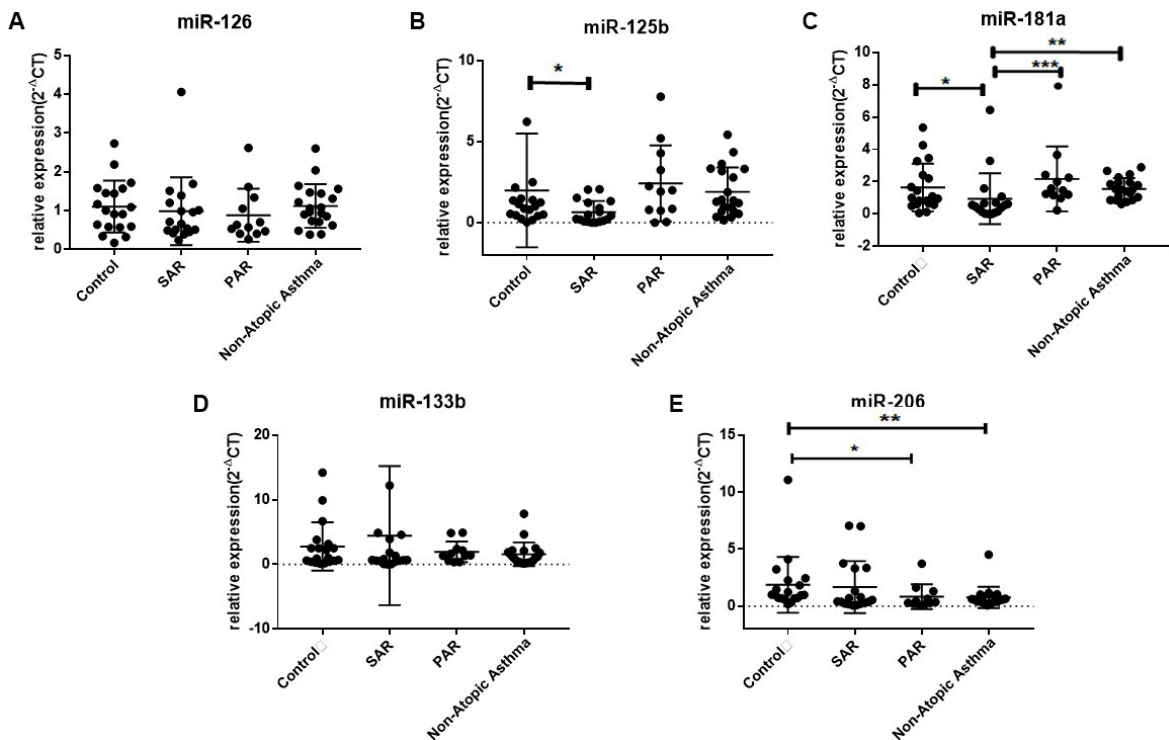 A
miR-126
relative expression(2-ΔCT)
5
4
3
2
1
0
Control
SAR
PAR
Non-Atopic Asthma
B
miR-125b
relative expression(2-ΔCT)
10
5
0
*
Control
SAR
PAR
Non-Atopic Asthma
C
miR-181a
relative expression(2-ΔCT)
10
8
6
4
2
0
-2
**
***
*
Control□
SAR
PAR
Non-Atopic Asthma
D
miR-133b
relative expression(2-ΔCT)
20
10
0
-10
Control□
SAR
PAR
Non-Atopic Asthma
E
miR-206
relative expression(2-ΔCT)
15
10
5
0
**
*
Control□
SAR
PAR
Non-Atopic Asthma